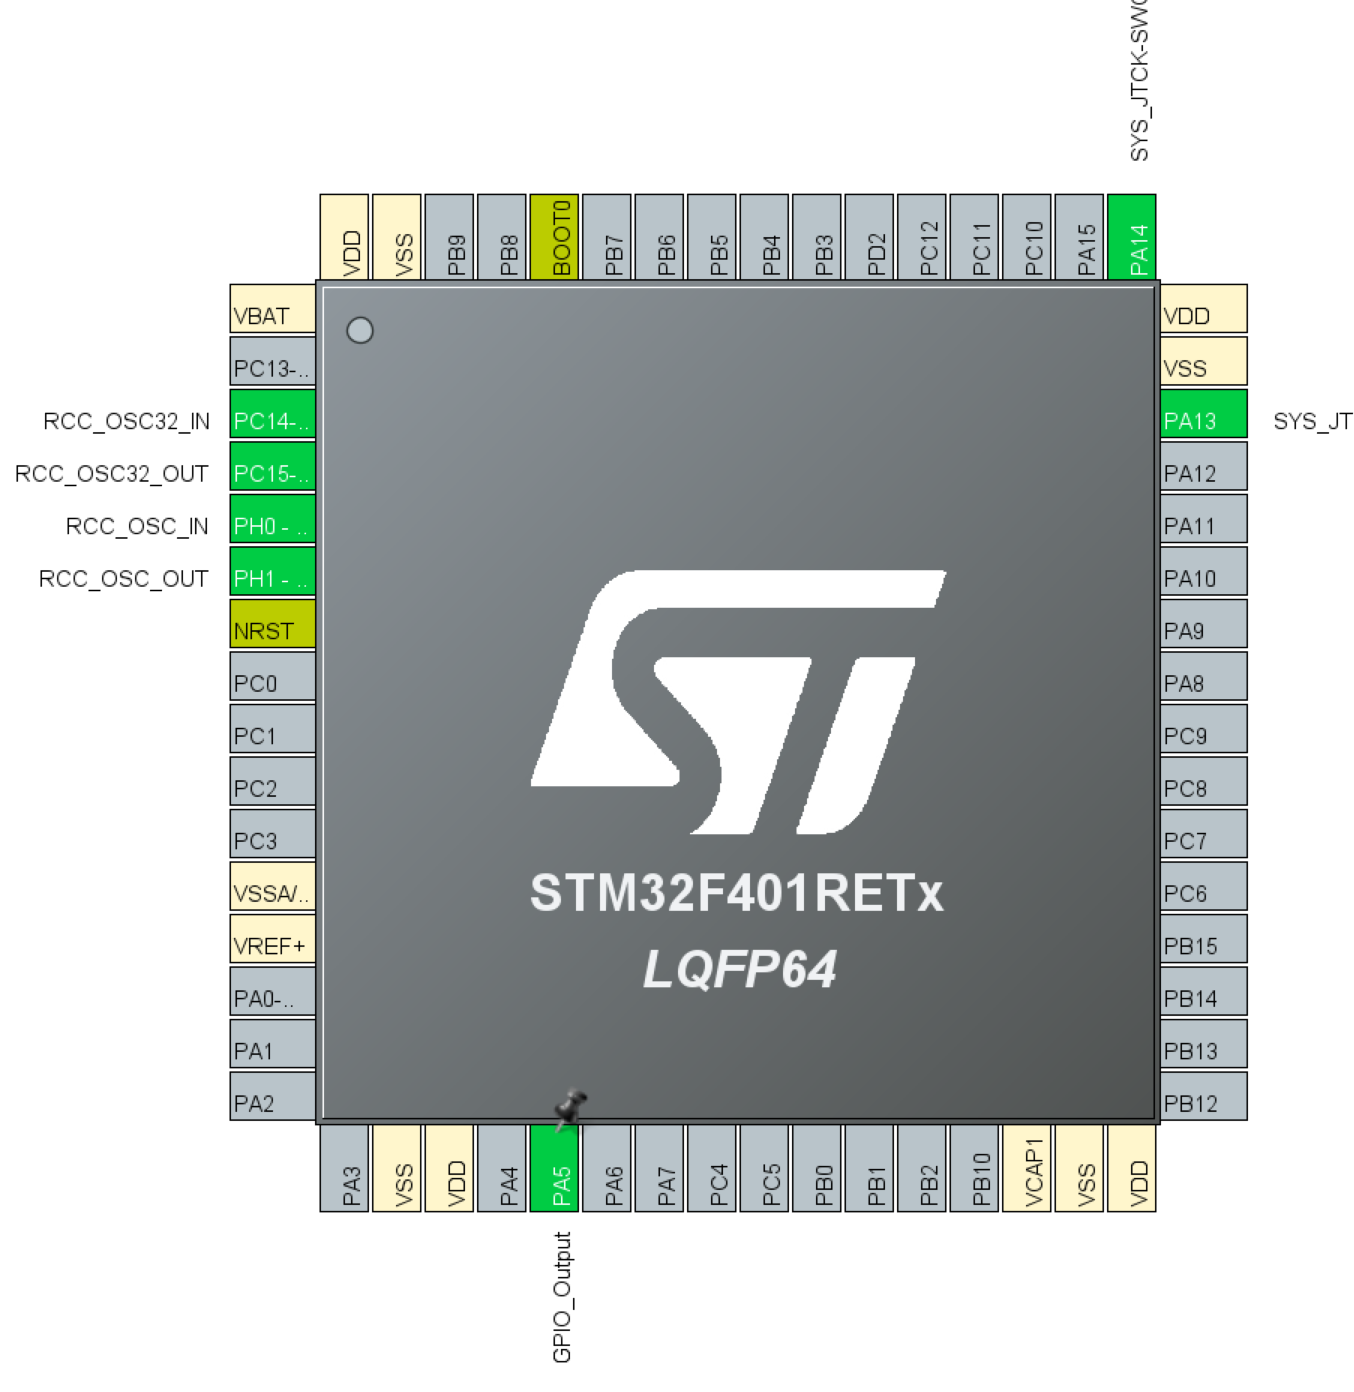 SYS_JTCK-SWC
VDD
VSS
PB9
PB8
BOOT0
PB7
PB6
PB5
PB4
PB3
PD2
PC12
PC11
PC10
PA15
PA14
VBAT
PC13-..
RCC_OSC32_IN PC14-..
RCC_OSC32_OUT PC15-..
RCC_OSC_IN PH0 - ..
RCC_OSC_OUT PH1 - ..
NRST
PC0
PC1
PC2
PC3
VSSA/..
VREF+
PA0-..
PA1
PA2
VDD
VSS
PA13 SYS_JT
PA12
PA11
PA10
PA9
PA8
PC9
PC8
PC7
PC6
PB15
PB14
PB13
PB12
ST
STM32F401RETx
LQFP64
PA3
VSS
VDD
PA4
PA5
PA6
PA7
PC4
PC5
PB0
PB1
PB2
PB10
VCAP1
VSS
VDD
GPIO_Output